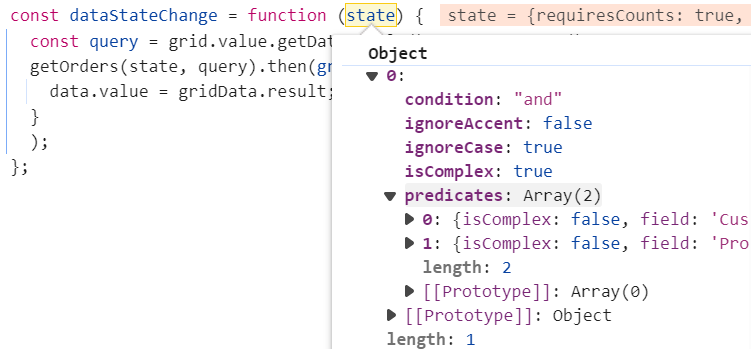 const dataStateChange = function (state) { state = {requiresCounts: true,
const query = grid.value.getDat
getOrders(state, query).then(gr
data.value = gridData.result;
}
);
};
Object
0:
condition: "and"
ignoreAccent: false
ignoreCase: true
isComplex: true
predicates: Array(2)
0: {isComplex: false, field: 'Cus
1: {isComplex: false, field: 'Pro
length: 2
[[Prototype]]: Array(0)
[[Prototype]]: Object
length: 1